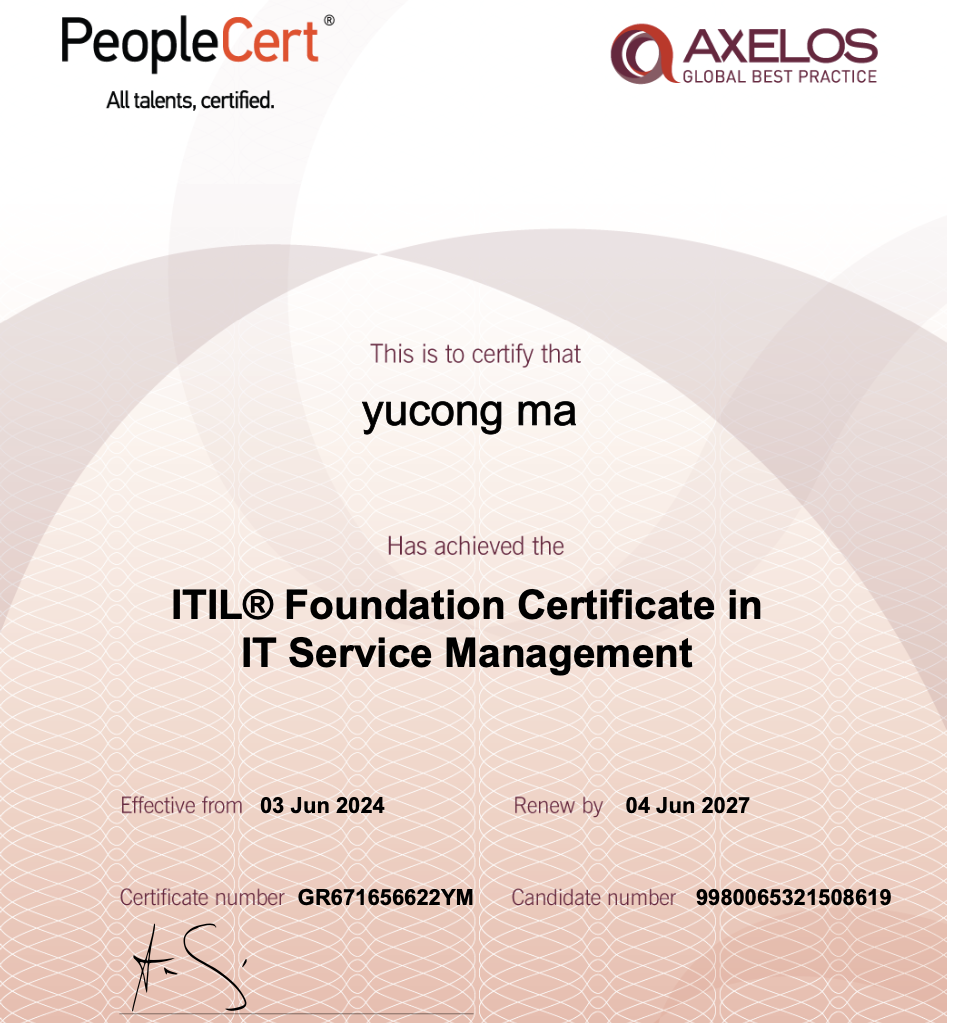 PeopleCert®
All talents, certified.
AXELOS
GLOBAL BEST PRACTICE
This is to certify that
yucong ma
Has achieved the
ITIL® Foundation Certificate in
IT Service Management
Effective from 03 Jun 2024
Renew by 04 Jun 2027
Certificate number GR671656622YM
Candidate number 9980065321508619